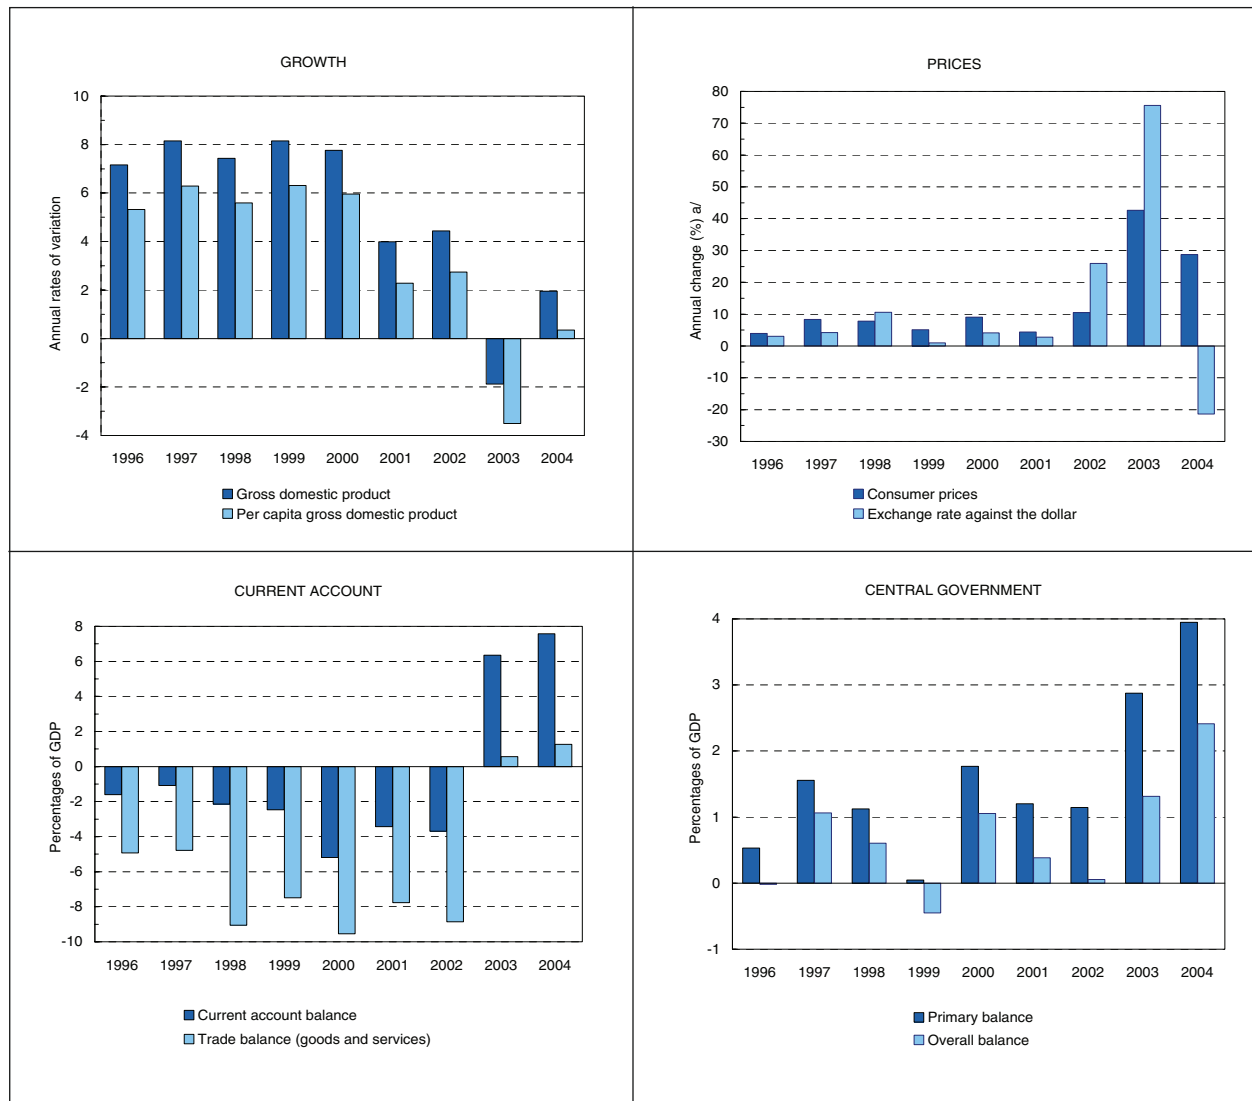 GROWTH
Annual rates of variation
10
8
6
4
2
0
-2
-4
1996 1997 1998 1999 2000 2001 2002 2003 2004
Gross domestic product
Per capita gross domestic product
PRICES
Annual change (%) a/
80
70
60
50
40
30
20
10
0
-10
-20
-30
1996 1997 1998 1999 2000 2001 2002 2003 2004
Consumer prices
Exchange rate against the dollar
CURRENT ACCOUNT
Percentages of GDP
8
6
4
2
0
-2
-4
-6
-8
-10
1996 1997 1998 1999 2000 2001 2002 2003 2004
Current account balance
Trade balance (goods and services)
CENTRAL GOVERNMENT
Percentages of GDP
4
3
2
1
0
-1
1996 1997 1998 1999 2000 2001 2002 2003 2004
Primary balance
Overall balance